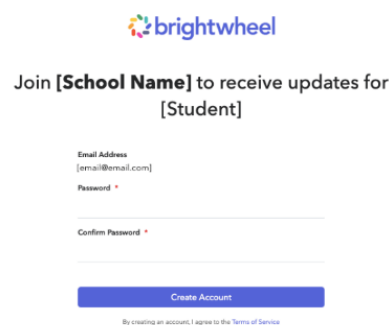 brightwheel
Join [School Name] to receive updates for
[Student]
Email Address
[email@email.com]
Password *
Confirm Password *
Create Account
By creating an account, I agree to the Terms of Service